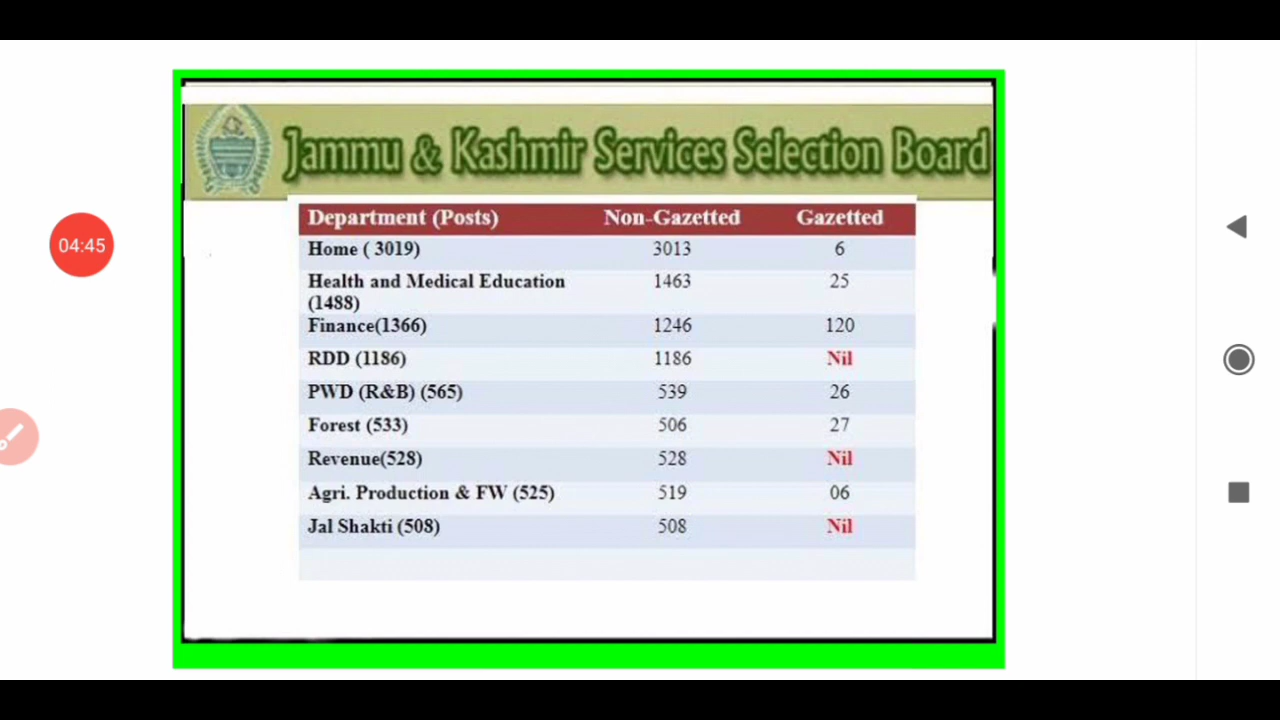 Jammu & Kashmir Services Selection Board
Department (Posts) Non-Gazetted Gazetted
Home ( 3019) 3013 6
Health and Medical Education 1463 25
(1488)
Finance(1366) 1246 120
RDD (1186) 1186 Nil
PWD (R&B) (565) 539 26
Forest (533) 506 27
Revenue(528) 528 Nil
Agri. Production & FW (525) 519 06
Jal Shakti (508) 508 Nil
04:45